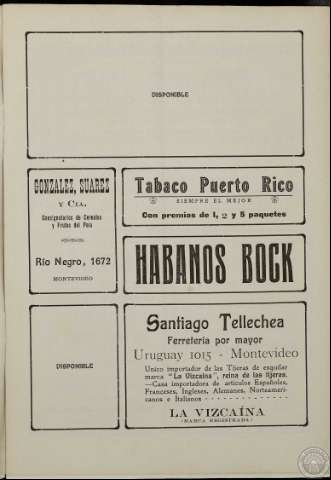 DISPONIBLE
GONZALEZ, SUAREZ
Y CIA.
Consignatarios de Cereales
y Frutos del País
Río Negro, 1672
MONTEVIDEO
Tabaco Puerto Rico
SIEMPRE EL MEJOR
Con premios de 1, 2 y 5 paquetes
HABANOS BOCK
DISPONIBLE
Santiago Tellechea
Ferretería por mayor
Uruguay 1015 - Montevideo
Unico importador de las Tijeras de esquilar
marca "La Vizcaína", reina de las tijeras.
—Casa importadora de artículos Españoles,
Franceses, Ingleses, Alemanes, Norteameri-
canos e Italianos
LA VIZCAÍNA
(MARCA REGISTRADA)